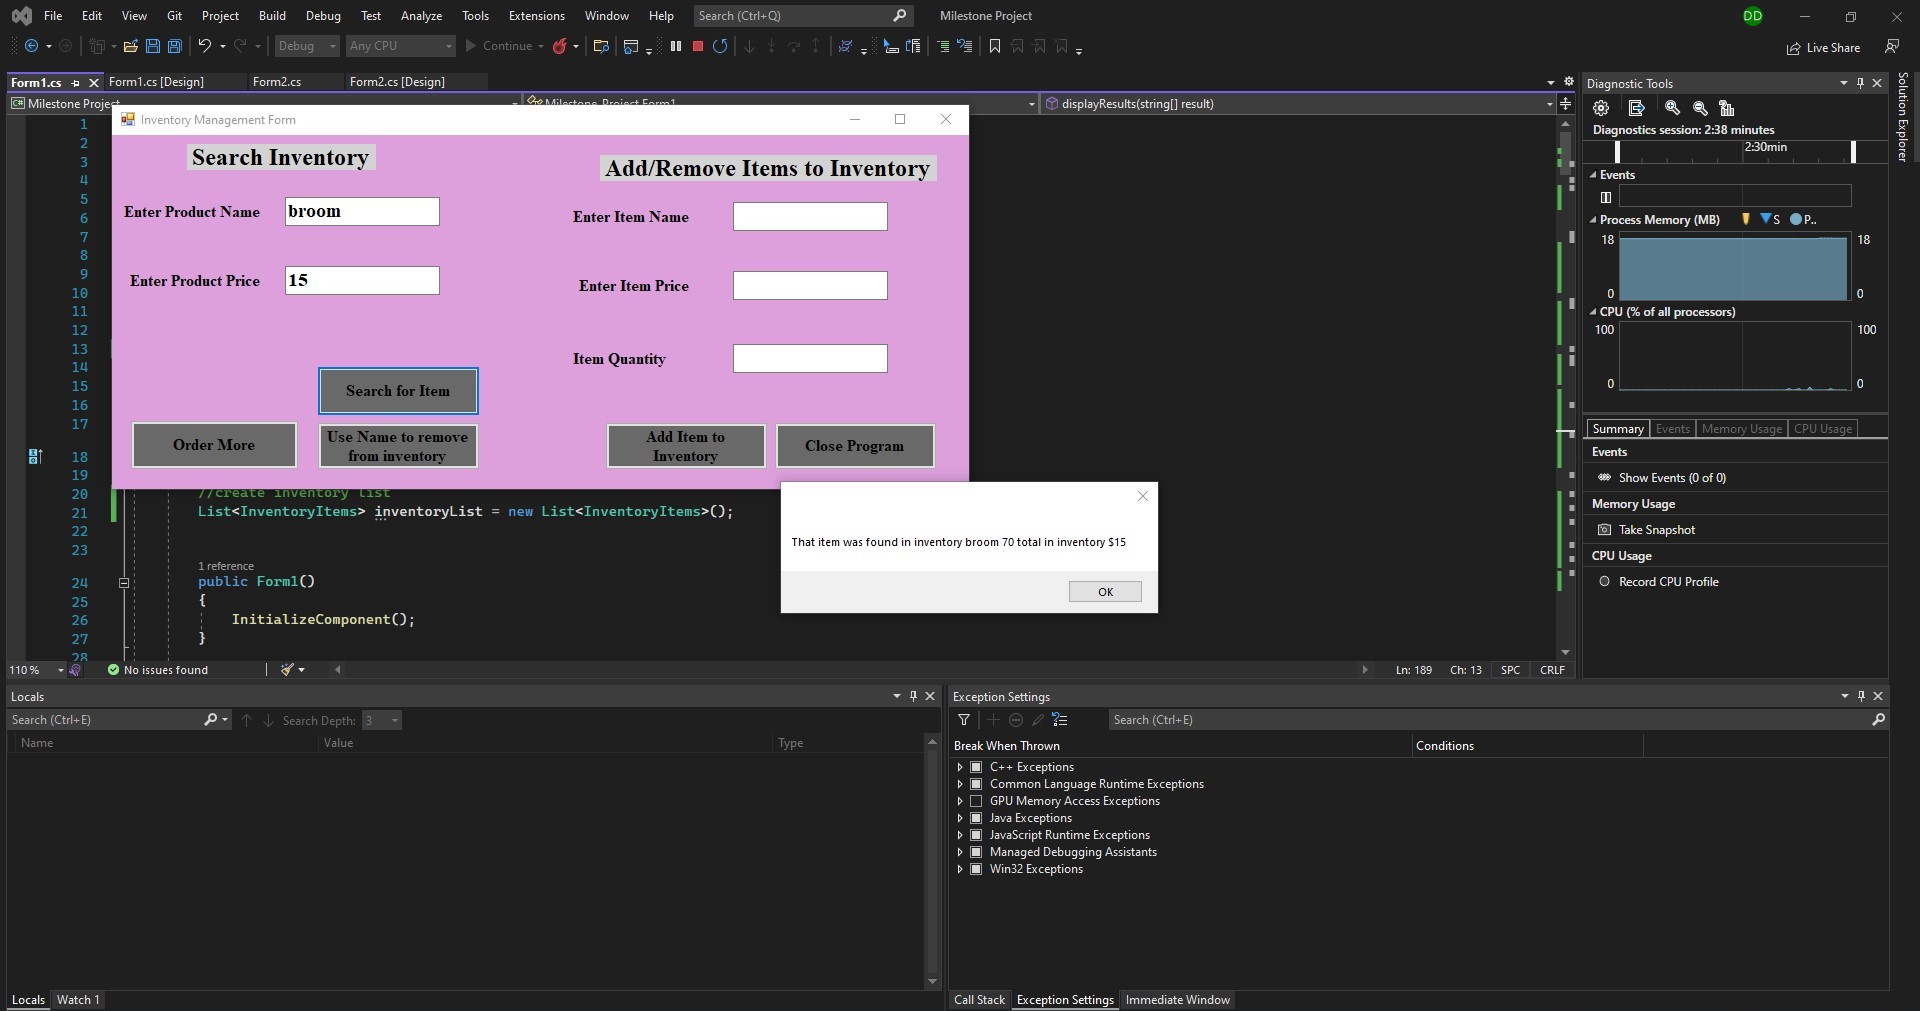 File Edit View Git Project Build Debug Test Analyze Tools Extensions Window Help Search (Ctrl+Q) Milestone Project DD
Debug Any CPU Continue Live Share
Form1.cs Form1.cs [Design] Form2.cs Form2.cs [Design]
C# Milestone Project Milestone_Project.Form1 displayResults(string[] result)
Inventory Management Form
Search Inventory
Add/Remove Items to Inventory
Enter Product Name broom
Enter Item Name
Enter Product Price 15
Enter Item Price
Item Quantity
Search for Item
Order More
Use Name to remove
from inventory
Add Item to
Inventory
Close Program
That item was found in inventory broom 70 total in inventory $15
OK
1
2
3
4
5
6
7
8
9
10
11
12
13
14
15
16
17
18
19
20 //create inventory list
21 List<InventoryItems> inventoryList = new List<InventoryItems>();
22
23
1 reference
24 public Form1()
25 {
26 InitializeComponent();
27 }
28
110 % No issues found Ln: 189 Ch: 13 SPC CRLF
Diagnostic Tools
Diagnostics session: 2:38 minutes
2:30min
Events
Process Memory (MB) S P..
18 18
0 0
CPU (% of all processors)
100 100
0 0
Summary Events Memory Usage CPU Usage
Events
Show Events (0 of 0)
Memory Usage
Take Snapshot
CPU Usage
Record CPU Profile
Solution Explorer
Locals
Search (Ctrl+E) Search Depth: 3
Name Value Type
Locals Watch 1
Exception Settings
Search (Ctrl+E)
Break When Thrown Conditions
C++ Exceptions
Common Language Runtime Exceptions
GPU Memory Access Exceptions
Java Exceptions
JavaScript Runtime Exceptions
Managed Debugging Assistants
Win32 Exceptions
Call Stack Exception Settings Immediate Window